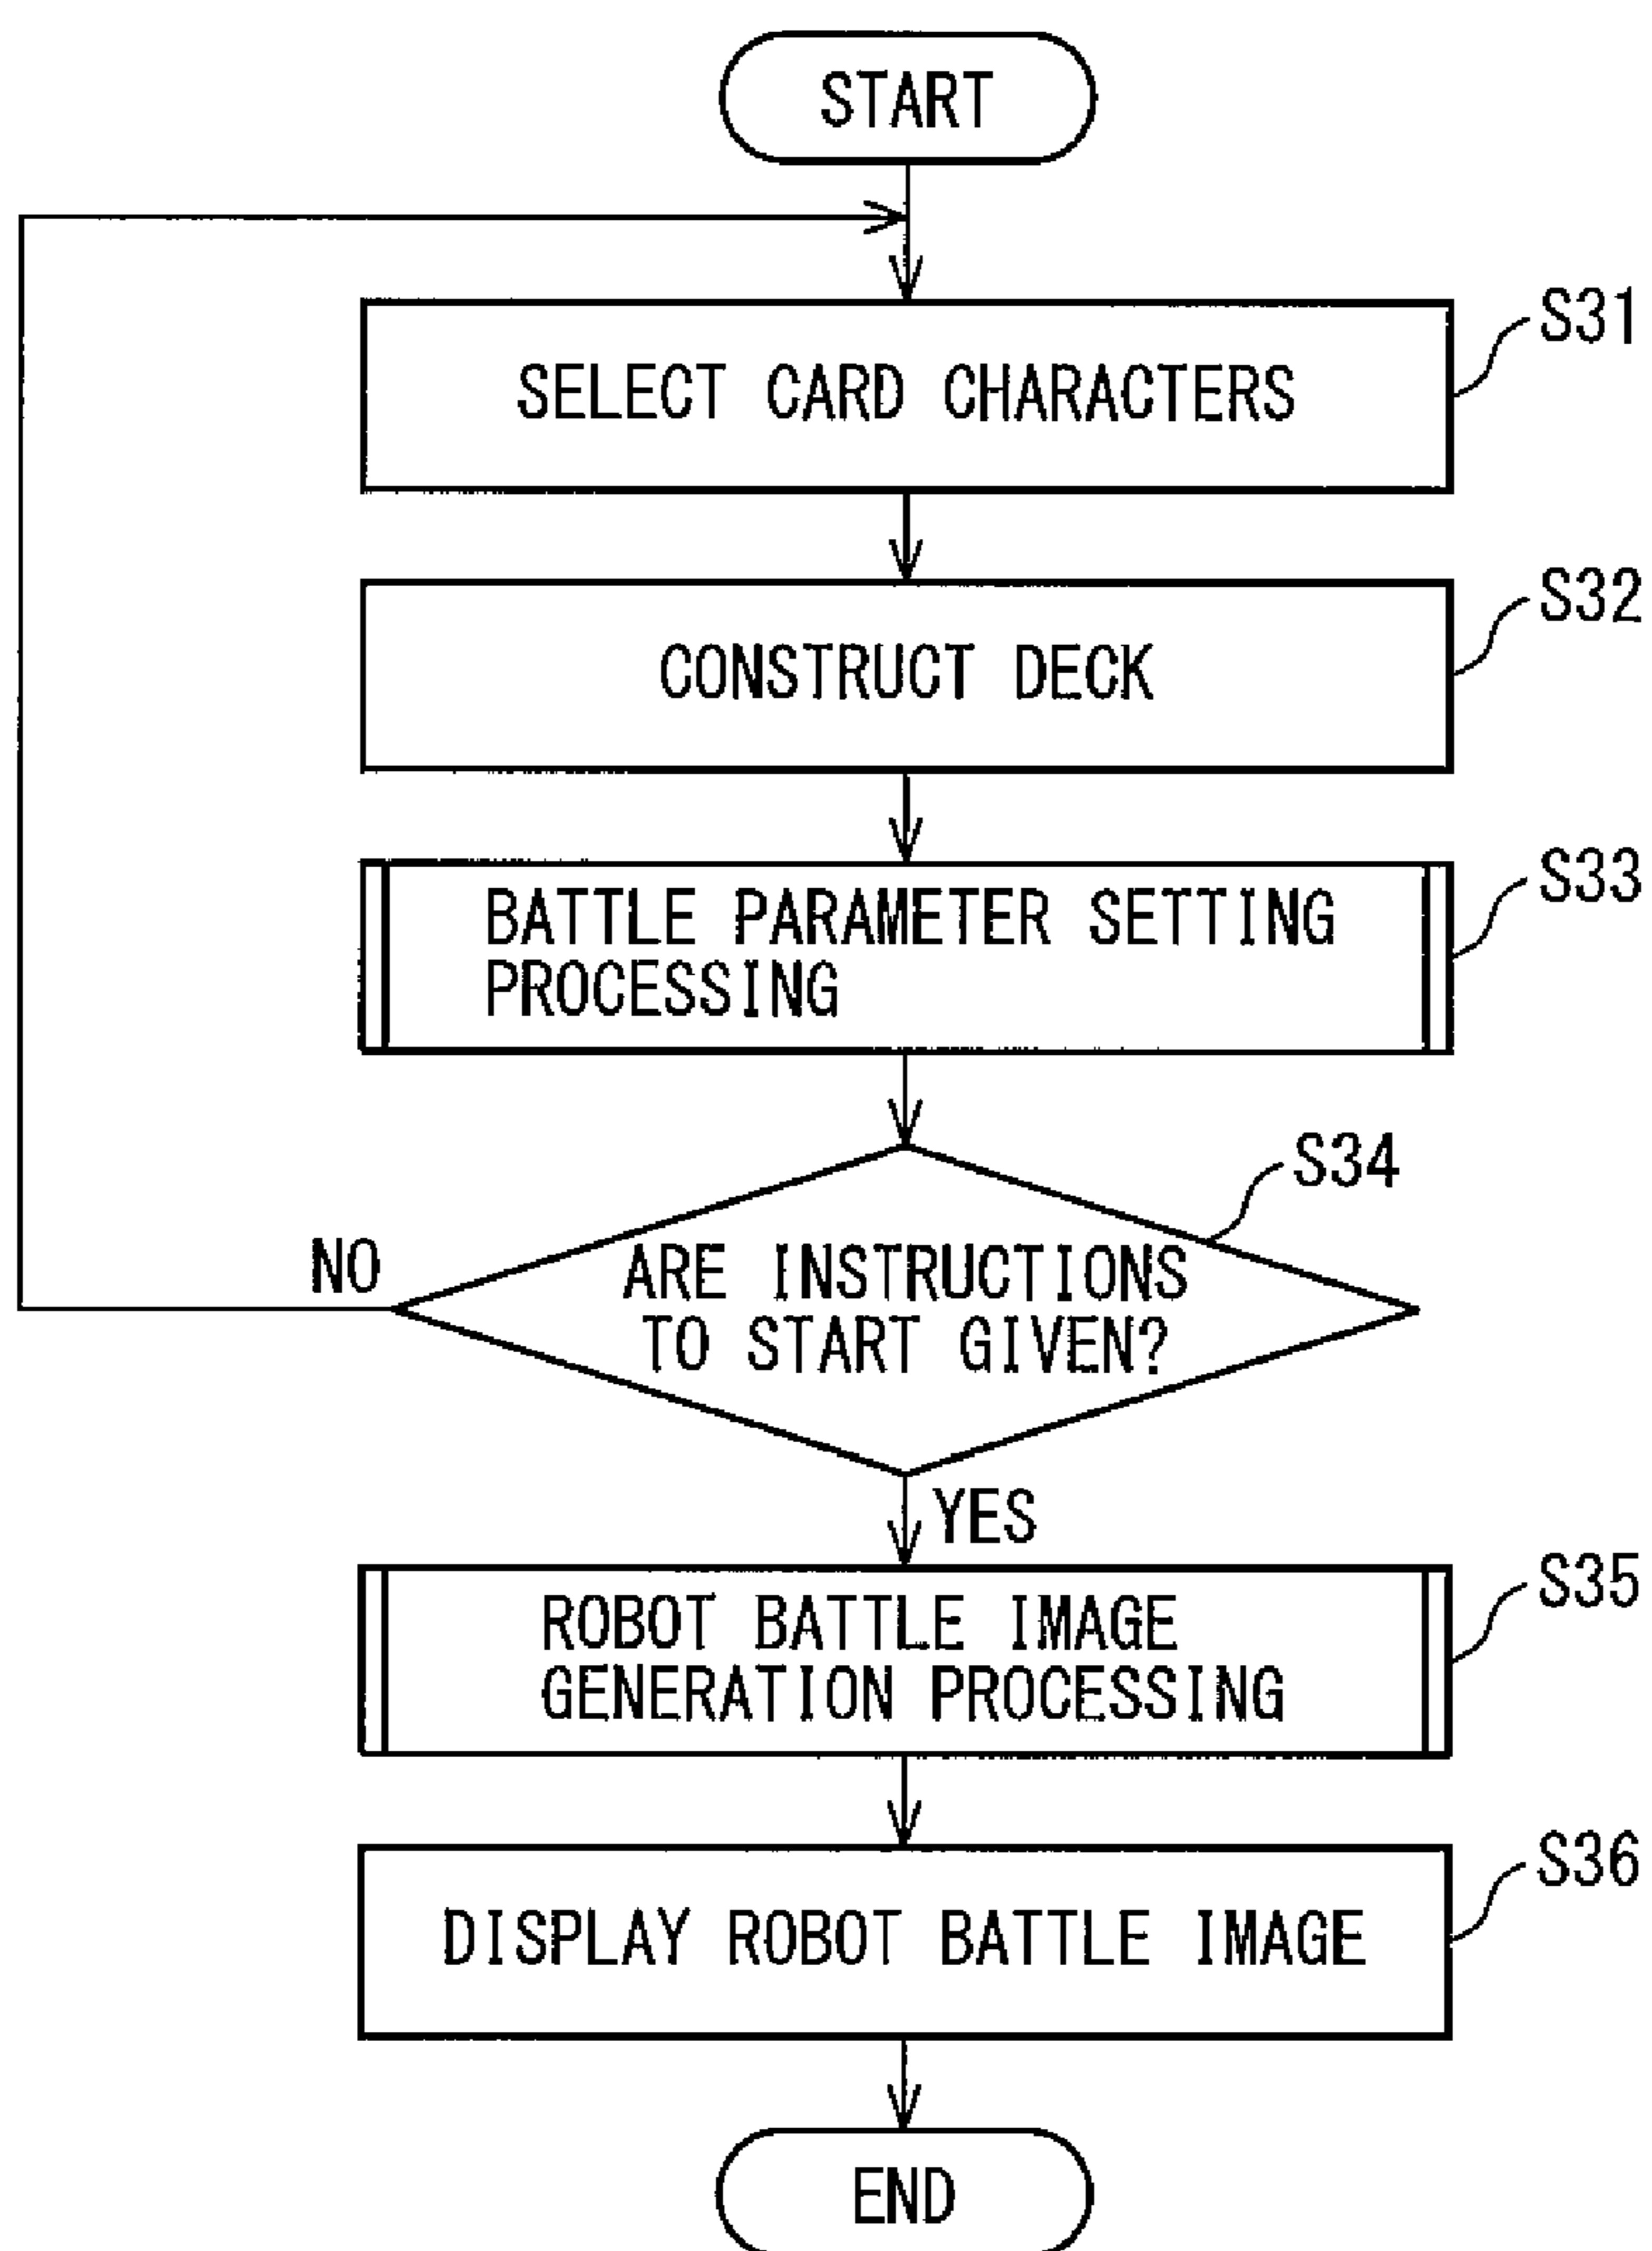 START
S31
SELECT CARD CHARACTERS
S32
CONSTRUCT DECK
S33
BATTLE PARAMETER SETTING
PROCESSING
S34
NO
ARE INSTRUCTIONS
TO START GIVEN?
YES
S35
ROBOT BATTLE IMAGE
GENERATION PROCESSING
S36
DISPLAY ROBOT BATTLE IMAGE
END